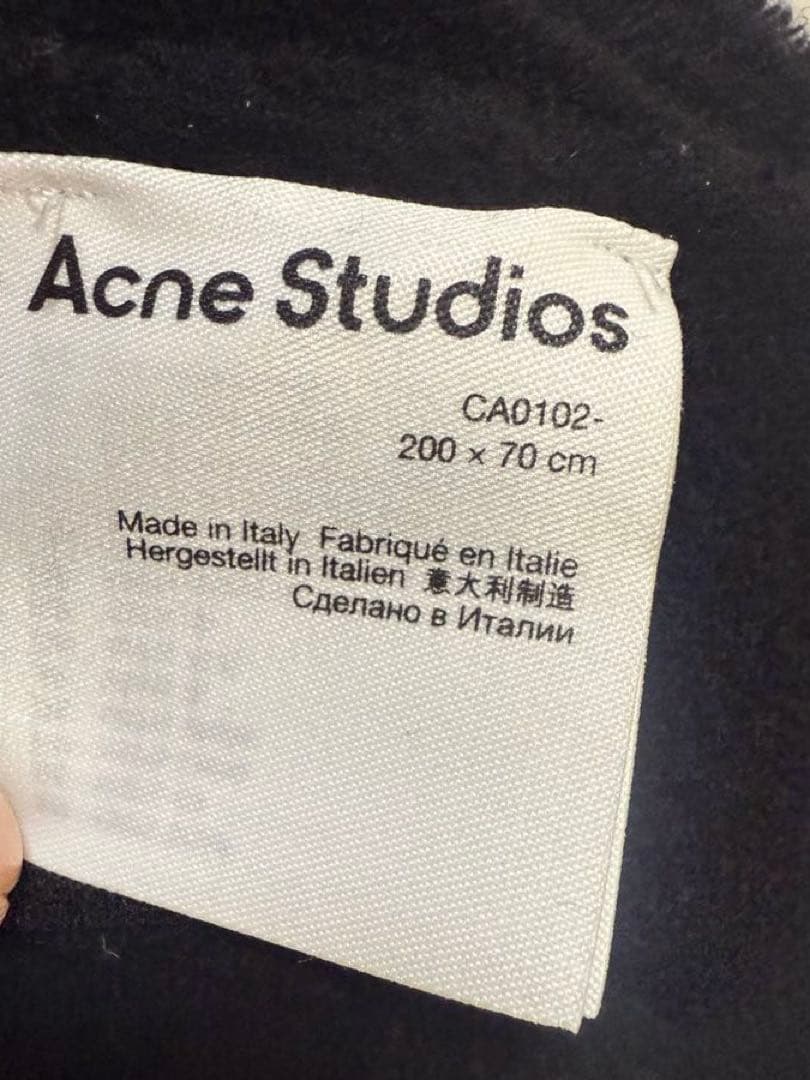 Acne Studios
CA0102-
200 × 70 cm
Made in Italy Fabriqué en Italie
Hergestellt in Italien 意大利制造
Сделано в Италии